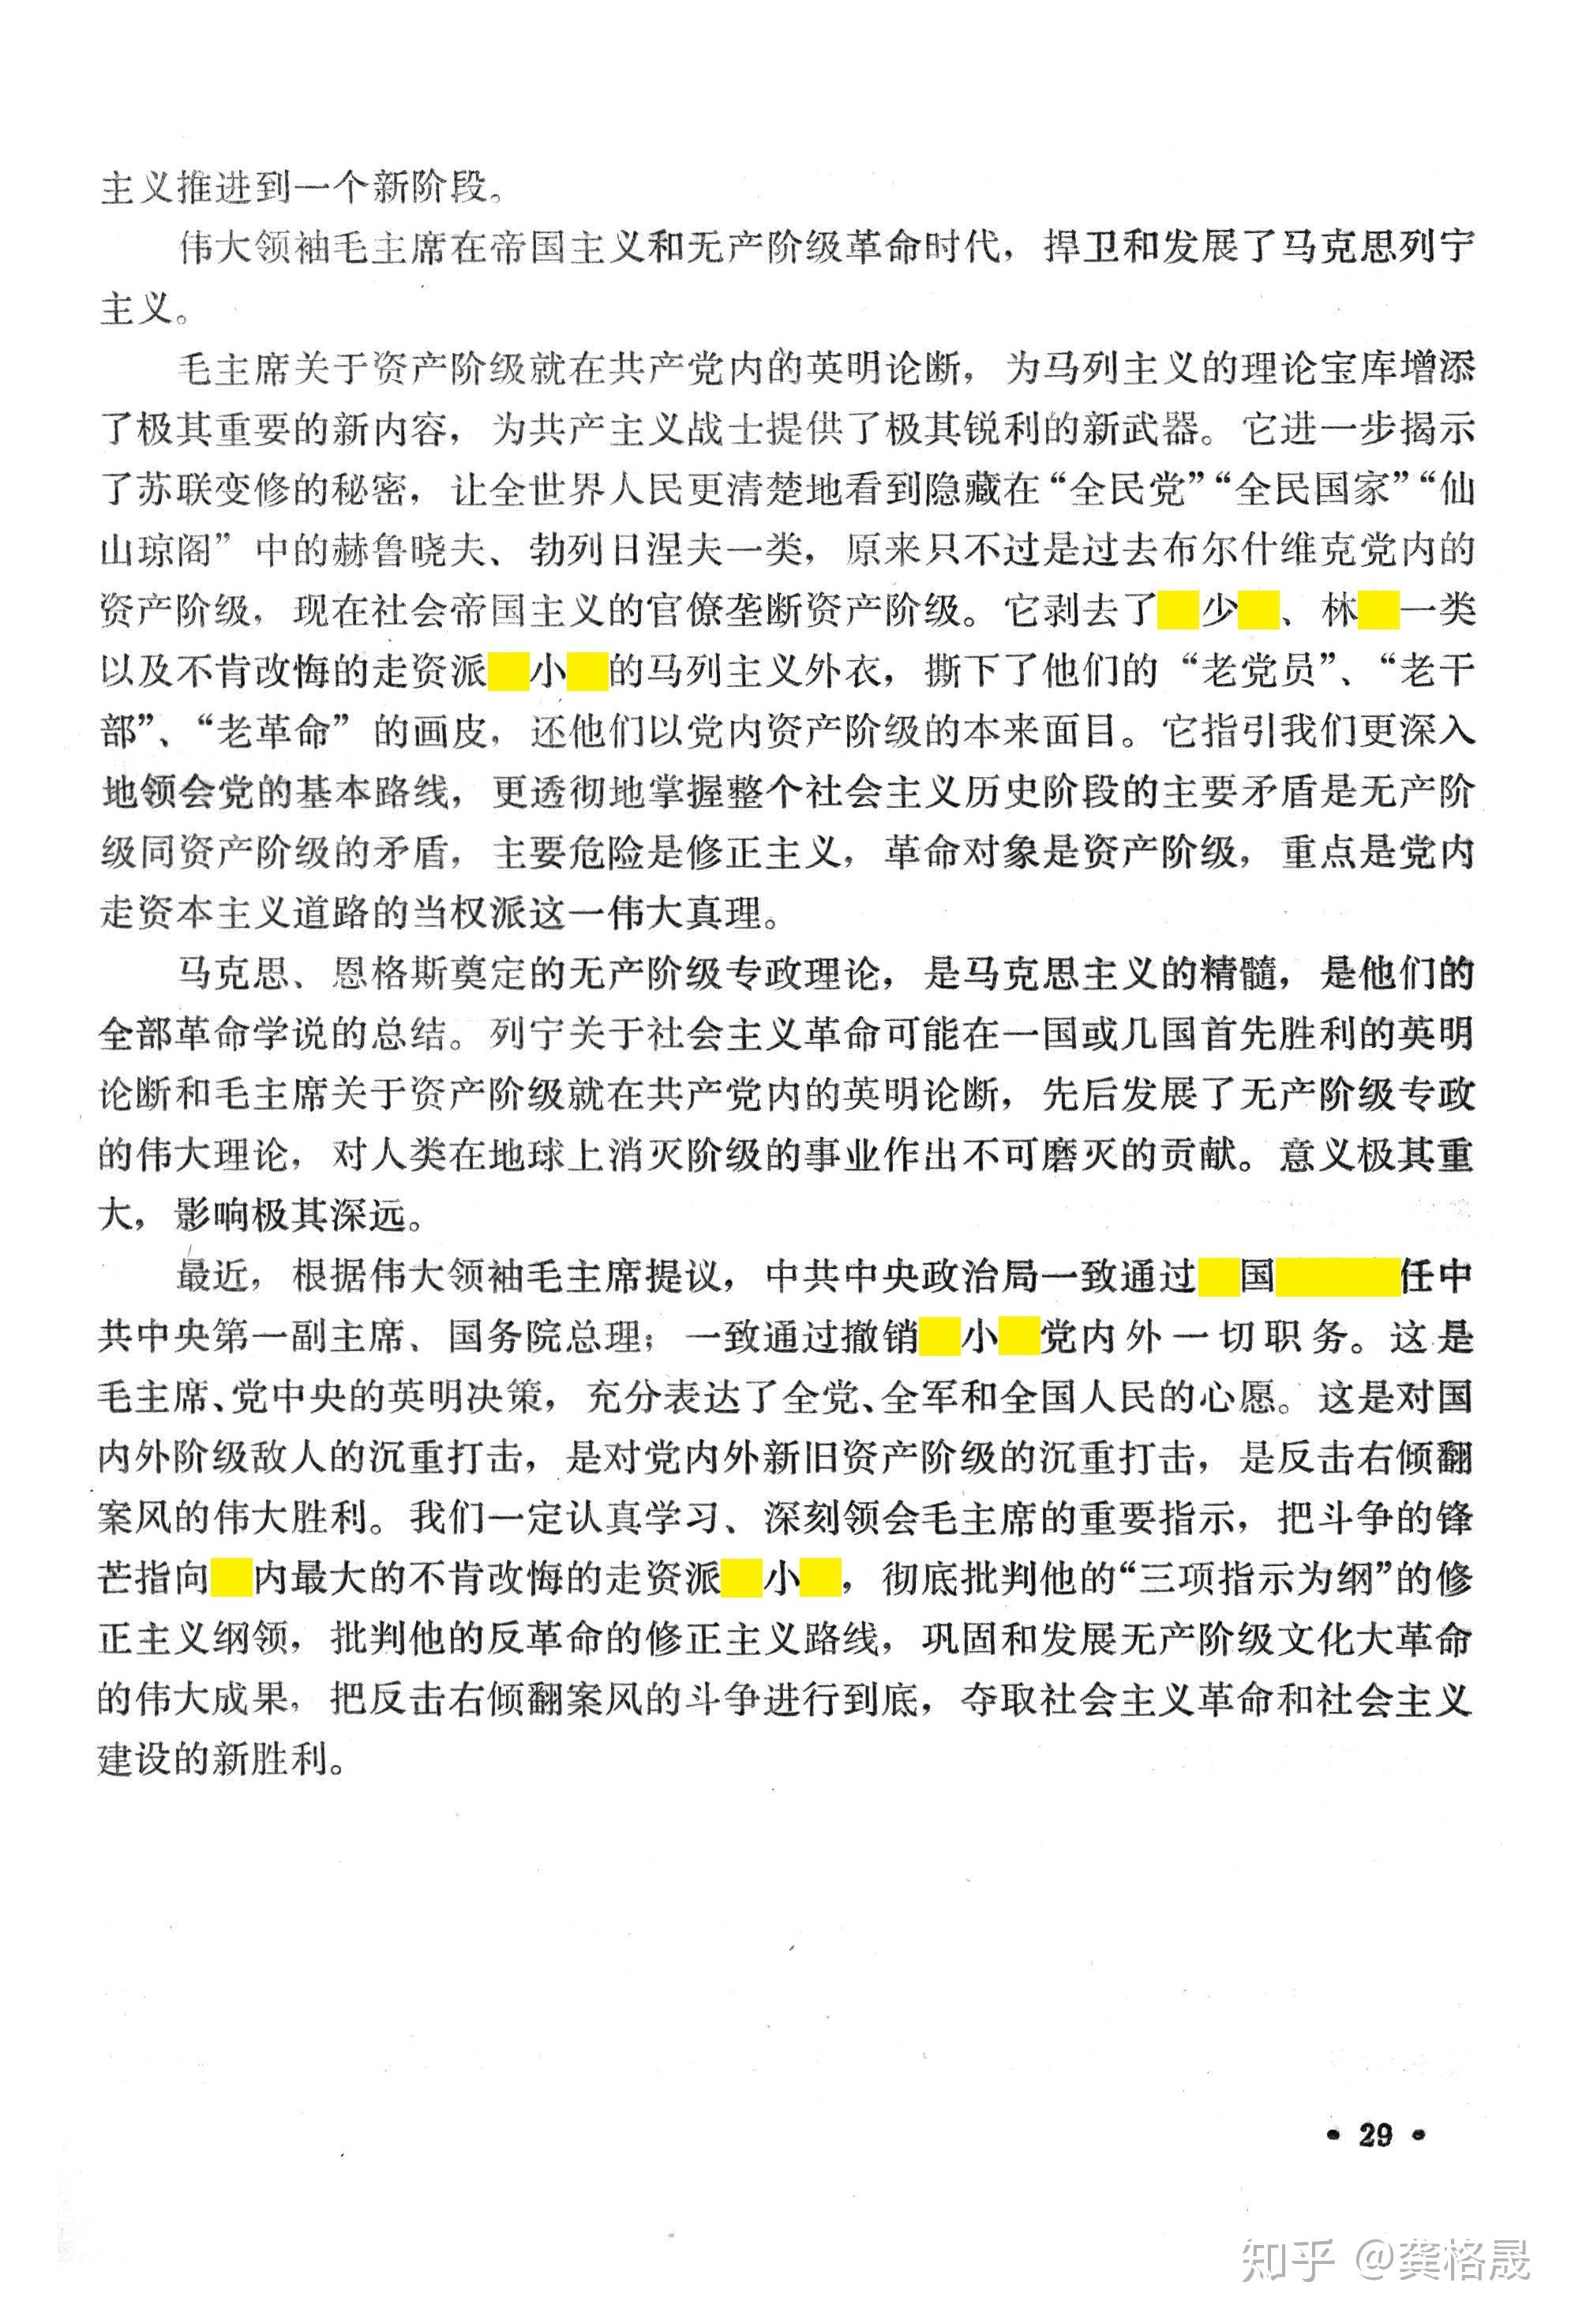 主义推进到一个新阶段。
伟大领袖毛主席在帝国主义和无产阶级革命时代，捍卫和发展了马克思列宁
主义。
毛主席关于资产阶级就在共产党内的英明论断，为马列主义的理论宝库增添
了极其重要的新内容，为共产主义战士提供了极其锐利的新武器。它进一步揭示
了苏联变修的秘密，让全世界人民更清楚地看到隐藏在“全民党”“全民国家”“仙
山琼阁”中的赫鲁晓夫、勃列日涅夫一类，原来只不过是过去布尔什维克党内的
资产阶级，现在社会帝国主义的官僚垄断资产阶级。它剥去了 少 、林 一类
以及不肯改悔的走资派 小 的马列主义外衣，撕下了他们的“老党员”、“老干
部”、“老革命”的画皮，还他们以党内资产阶级的本来面目。它指引我们更深入
地领会党的基本路线，更透彻地掌握整个社会主义历史阶段的主要矛盾是无产阶
级同资产阶级的矛盾，主要危险是修正主义，革命对象是资产阶级，重点是党内
走资本主义道路的当权派这一伟大真理。
马克思、恩格斯奠定的无产阶级专政理论，是马克思主义的精髓，是他们的
全部革命学说的总结。列宁关于社会主义革命可能在一国或几国首先胜利的英明
论断和毛主席关于资产阶级就在共产党内的英明论断，先后发展了无产阶级专政
的伟大理论，对人类在地球上消灭阶级的事业作出不可磨灭的贡献。意义极其重
大，影响极其深远。
最近，根据伟大领袖毛主席提议，中共中央政治局一致通过 国 任中
共中央第一副主席、国务院总理；一致通过撤销 小 党内外一切职务。这是
毛主席、党中央的英明决策，充分表达了全党、全军和全国人民的心愿。这是对国
内外阶级敌人的沉重打击，是对党内外新旧资产阶级的沉重打击，是反击右倾翻
案风的伟大胜利。我们一定认真学习、深刻领会毛主席的重要指示，把斗争的锋
芒指向 内最大的不肯改悔的走资派 小 ，彻底批判他的“三项指示为纲”的修
正主义纲领，批判他的反革命的修正主义路线，巩固和发展无产阶级文化大革命
的伟大成果，把反击右倾翻案风的斗争进行到底，夺取社会主义革命和社会主义
建设的新胜利。
• 29 •
知乎 @龚格晟